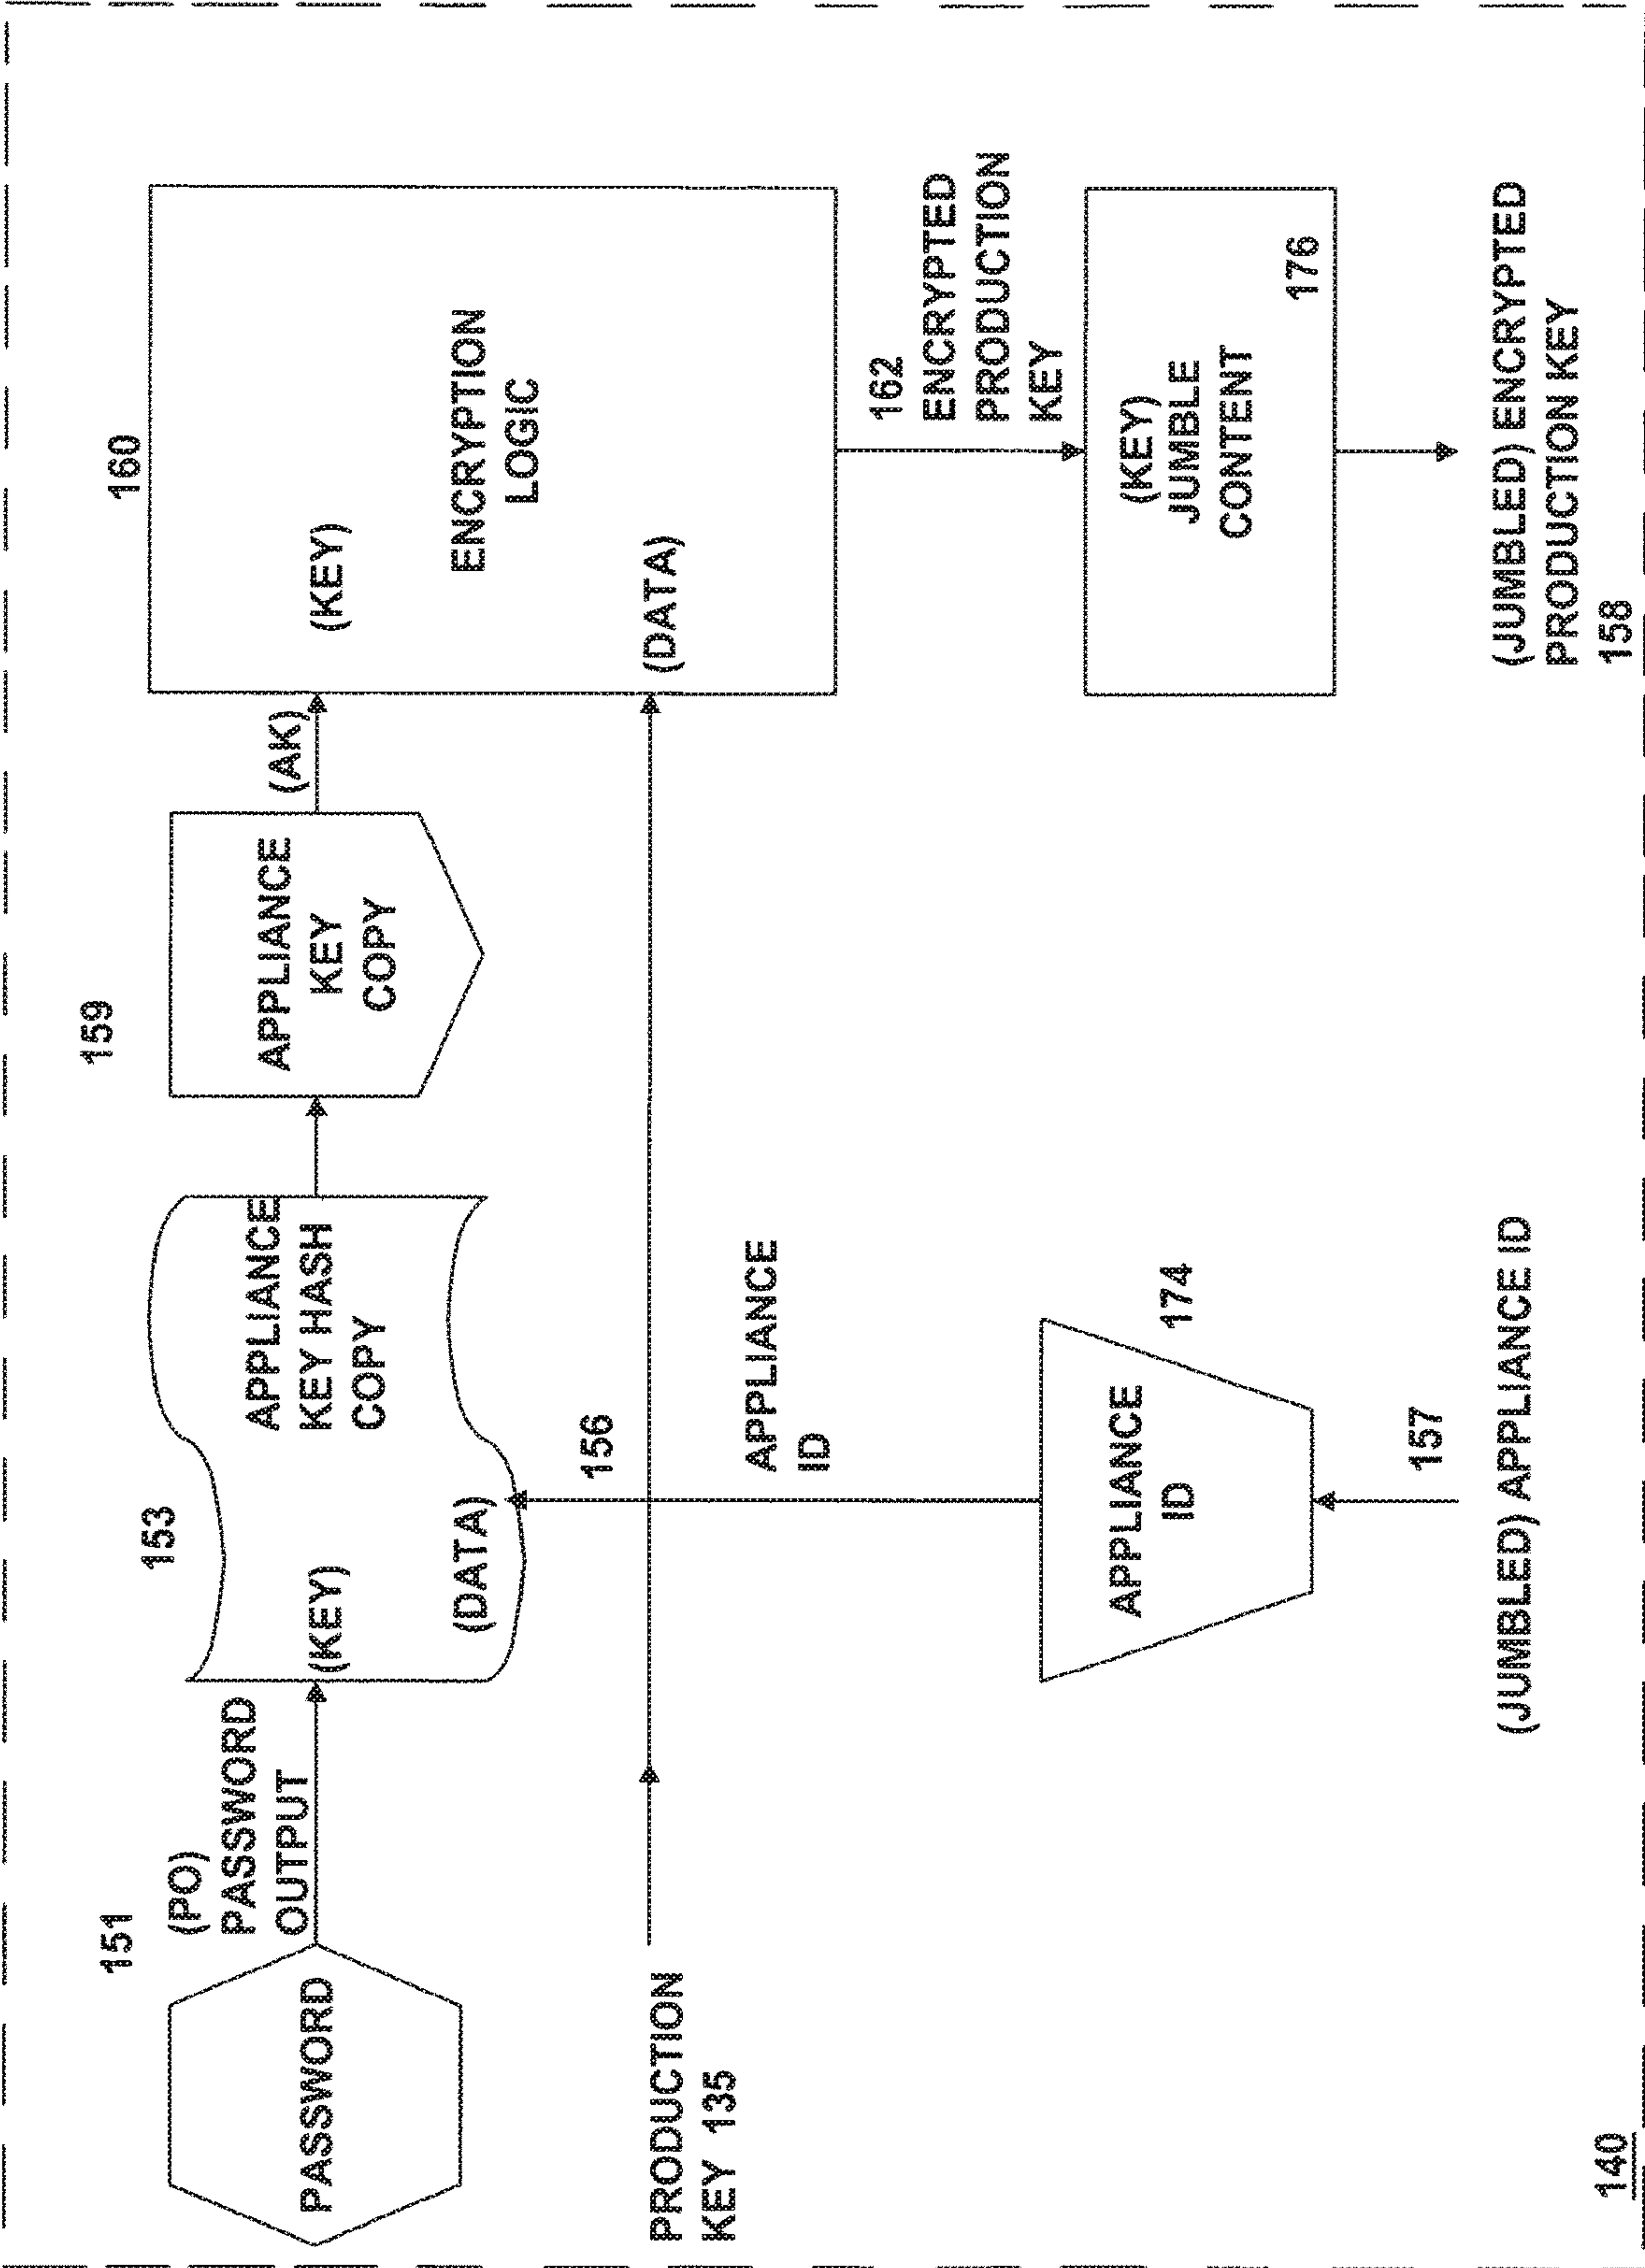 151
(PO)
PASSWORD
OUTPUT
PASSWORD
153
(KEY)
(DATA)
APPLIANCE
KEY HASH
COPY
159
APPLIANCE
KEY
COPY
(AK)
160
(KEY)
ENCRYPTION
LOGIC
(DATA)
PRODUCTION
KEY 135
156
APPLIANCE
ID
162
ENCRYPTED
PRODUCTION
KEY
APPLIANCE
ID
174
(KEY)
JUMBLE
CONTENT
176
157
(JUMBLED) APPLIANCE ID
(JUMBLED) ENCRYPTED
PRODUCTION KEY
158
140